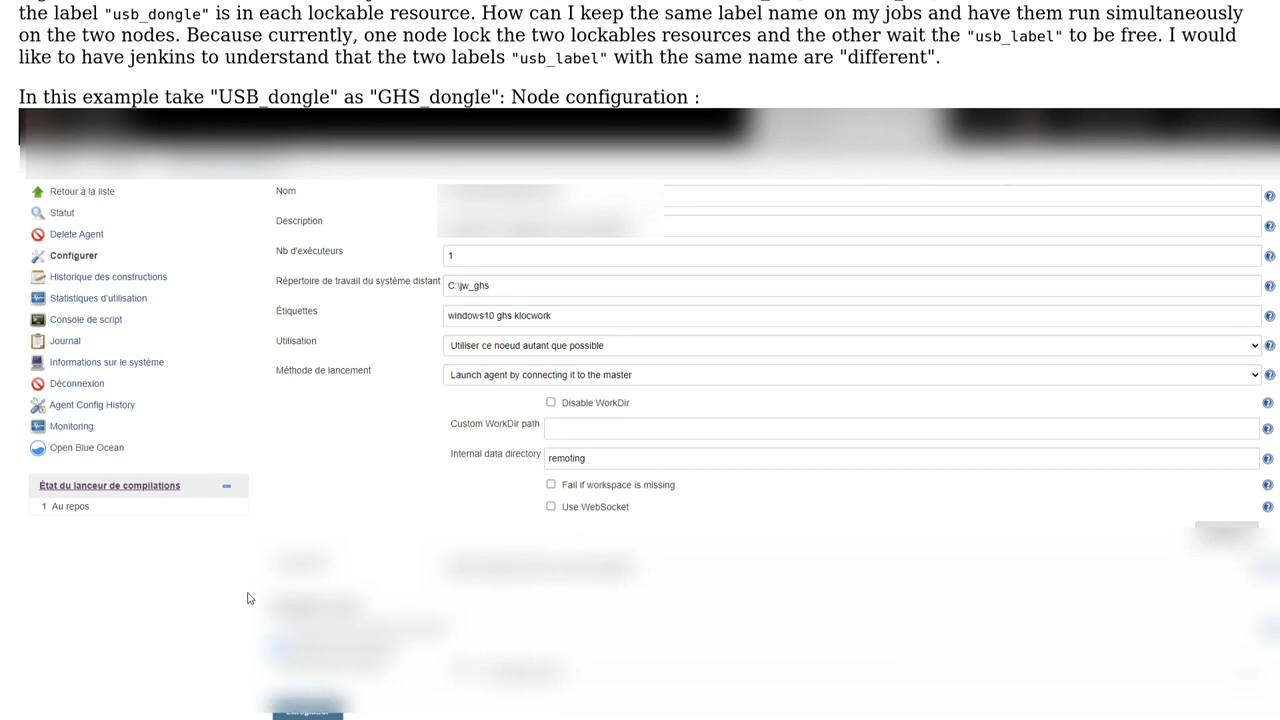 the label "usb_dongle" is in each lockable resource. How can I keep the same label name on my jobs and have them run simultaneously
on the two nodes. Because currently, one node lock the two lockables resources and the other wait the "usb_label" to be free. I would
like to have jenkins to understand that the two labels "usb_label" with the same name are "different".
In this example take "USB_dongle" as "GHS_dongle": Node configuration :
Retour à la liste
Statut
Delete Agent
Configurer
Historique des constructions
Statistiques d'utilisation
Console de script
Journal
Informations sur le système
Déconnexion
Agent Config History
Monitoring
Open Blue Ocean
État du lanceur de compilations
1 Au repos
Nom
Description
Nb d'exécuteurs
1
Répertoire de travail du système distant
C:\jw_ghs
Étiquettes
windows10 ghs klocwork
Utilisation
Utiliser ce noeud autant que possible
Méthode de lancement
Launch agent by connecting it to the master
Disable WorkDir
Custom WorkDir path
Internal data directory
remoting
Fail if workspace is missing
Use WebSocket